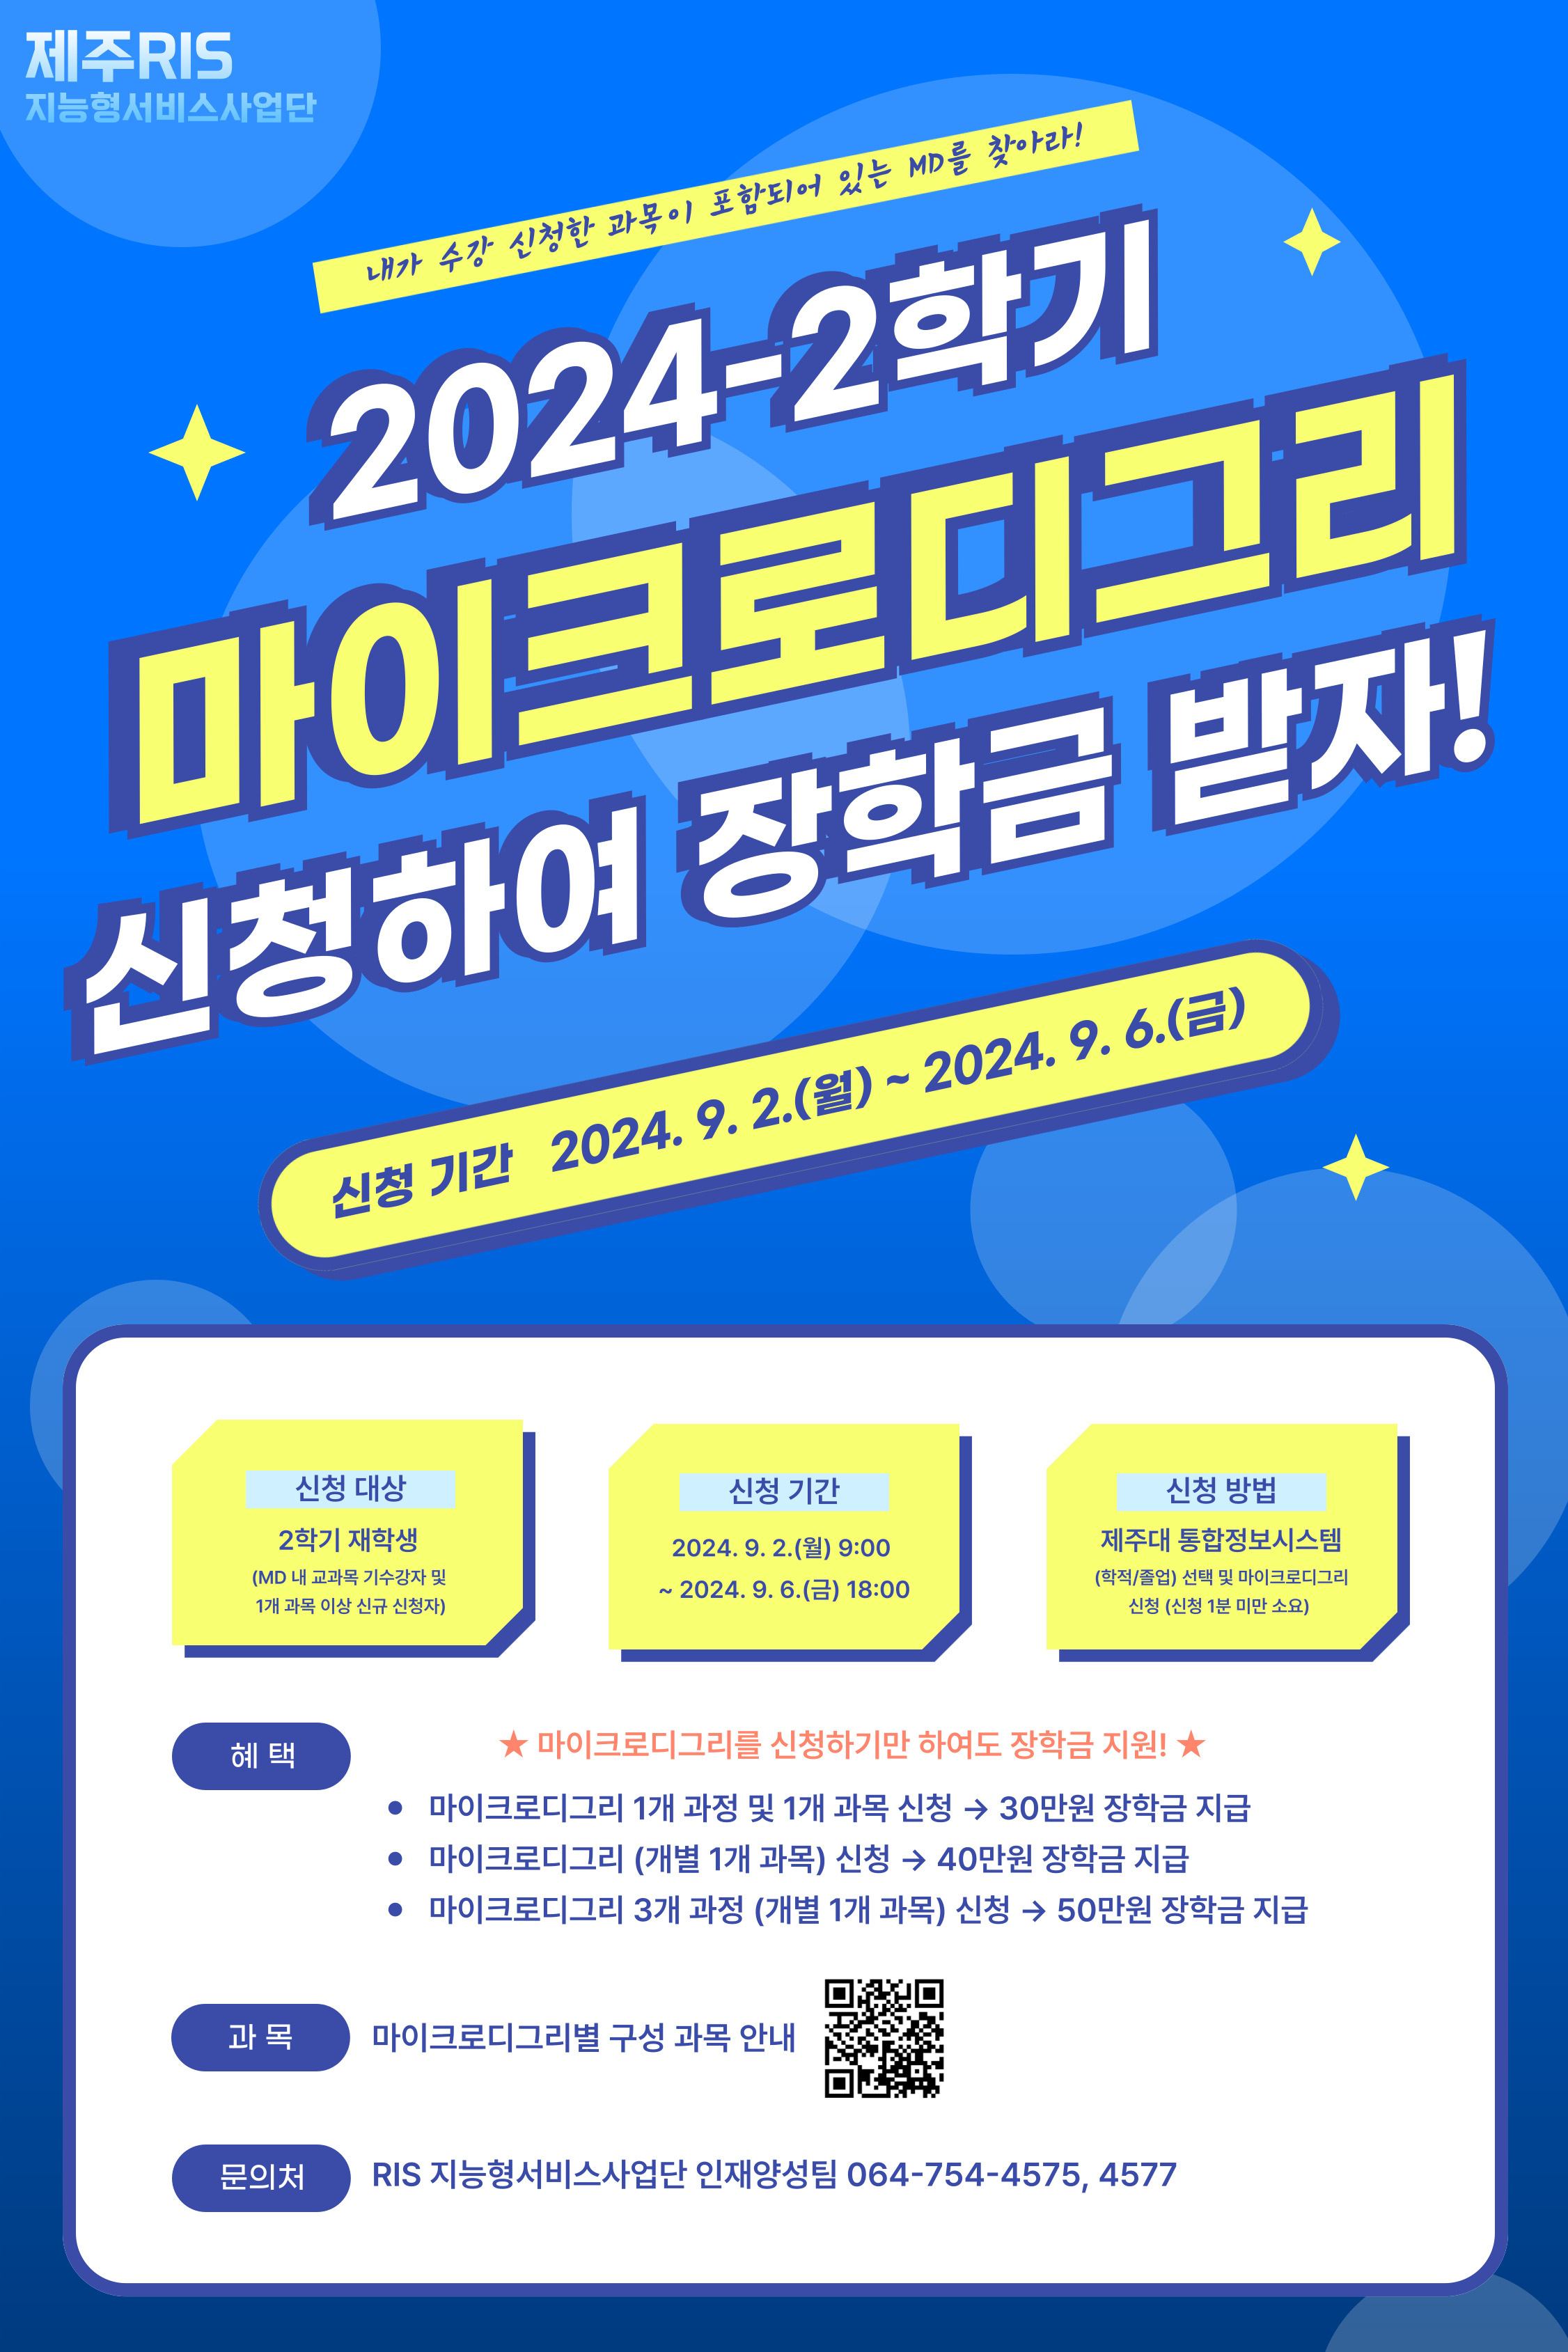 제주RIS
지능형서비스사업단
내가 수강 신청한 과목이 포함되어 있는 MD를 찾아라!
2024-2학기
마이크로디그리
신청하여 장학금 받자!
신청 기간 2024. 9. 2.(월) ~ 2024. 9. 6.(금)
신청 대상
2학기 재학생
(MD 내 교과목 기수강자 및
1개 과목 이상 신규 신청자)
신청 기간
2024. 9. 2.(월) 9:00
~ 2024. 9. 6.(금) 18:00
신청 방법
제주대 통합정보시스템
(학적/졸업) 선택 및 마이크로디그리
신청 (신청 1분 미만 소요)
혜 택
★ 마이크로디그리를 신청하기만 하여도 장학금 지원! ★
● 마이크로디그리 1개 과정 및 1개 과목 신청 → 30만원 장학금 지급
● 마이크로디그리 (개별 1개 과목) 신청 → 40만원 장학금 지급
● 마이크로디그리 3개 과정 (개별 1개 과목) 신청 → 50만원 장학금 지급
과 목
마이크로디그리별 구성 과목 안내
문의처
RIS 지능형서비스사업단 인재양성팀 064-754-4575, 4577